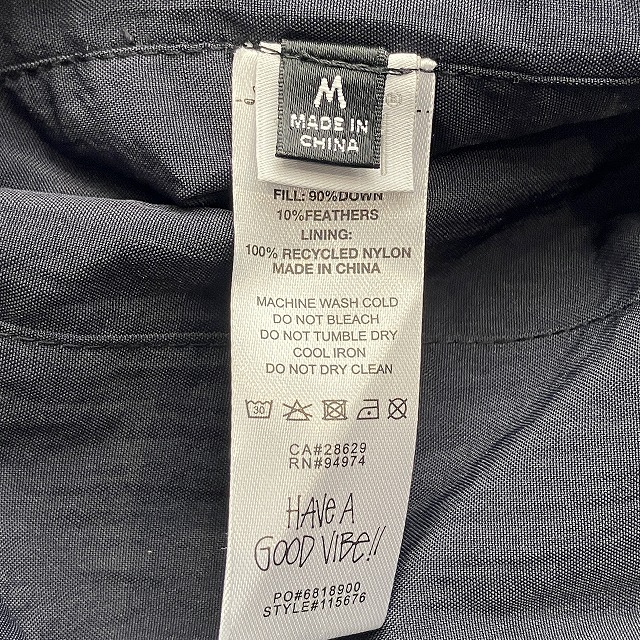 M
MADE IN
CHINA
FILL: 90%DOWN
10%FEATHERS
LINING:
100% RECYCLED NYLON
MADE IN CHINA
MACHINE WASH COLD
DO NOT BLEACH
DO NOT TUMBLE DRY
COOL IRON
DO NOT DRY CLEAN
30
CA#28629
RN#94974
HAVE A
GOOD VIBE!!
PO#6818900
STYLE#115676